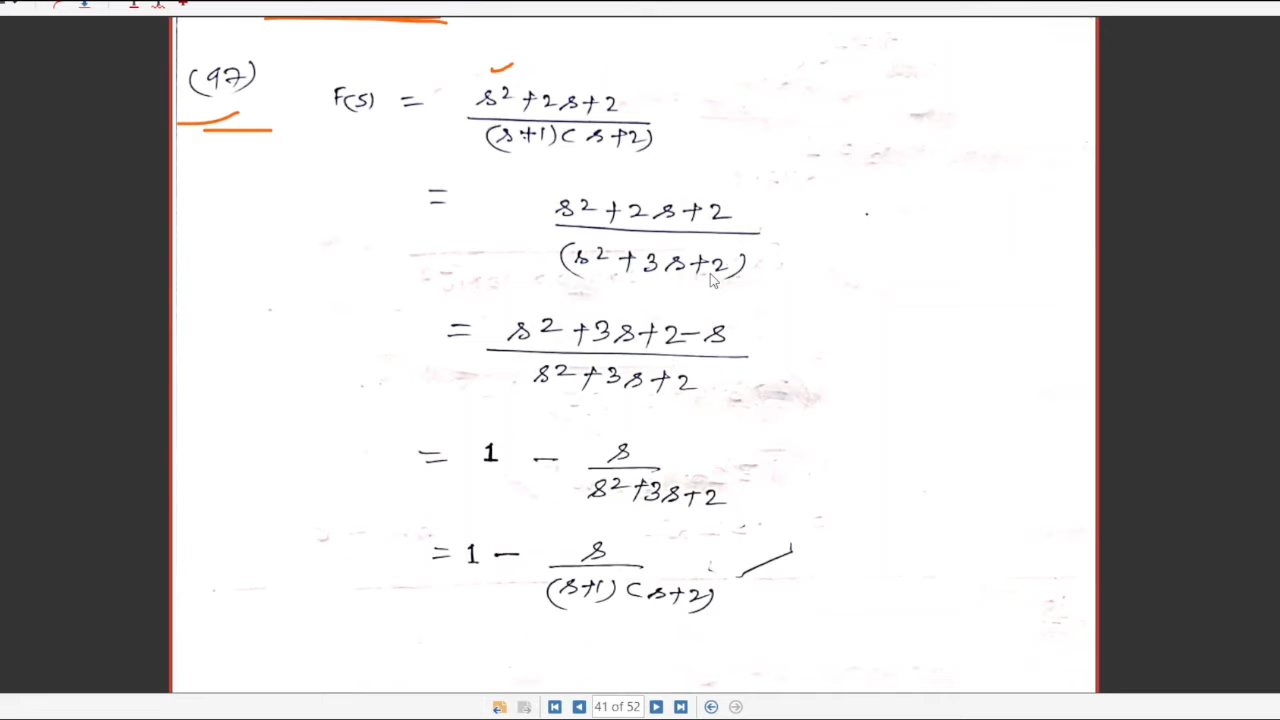 (97)
F(s) = s² + 2s + 2
(s+1)(s+2)
= s² + 2s + 2
(s² + 3s + 2)
= s² + 3s + 2 - s
s² + 3s + 2
= 1 - s
s² + 3s + 2
= 1 - s
(s+1)(s+2)
41 of 52